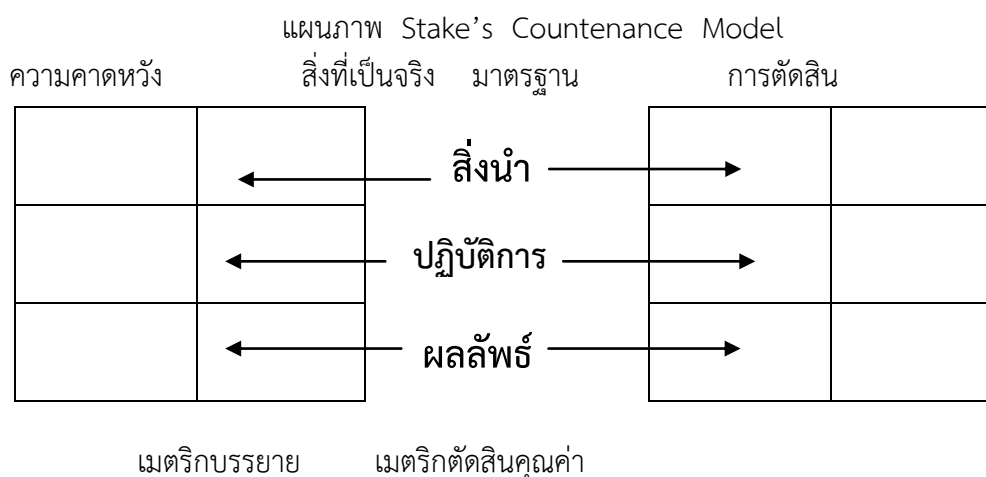 แผนภาพ Stake's Countenance Model
ความคาดหวัง สิ่งที่เป็นจริง มาตรฐาน การตัดสิน
สิ่งนำ
ปฏิบัติการ
ผลลัพธ์
เมตริกบรรยาย เมตริกตัดสินคุณค่า